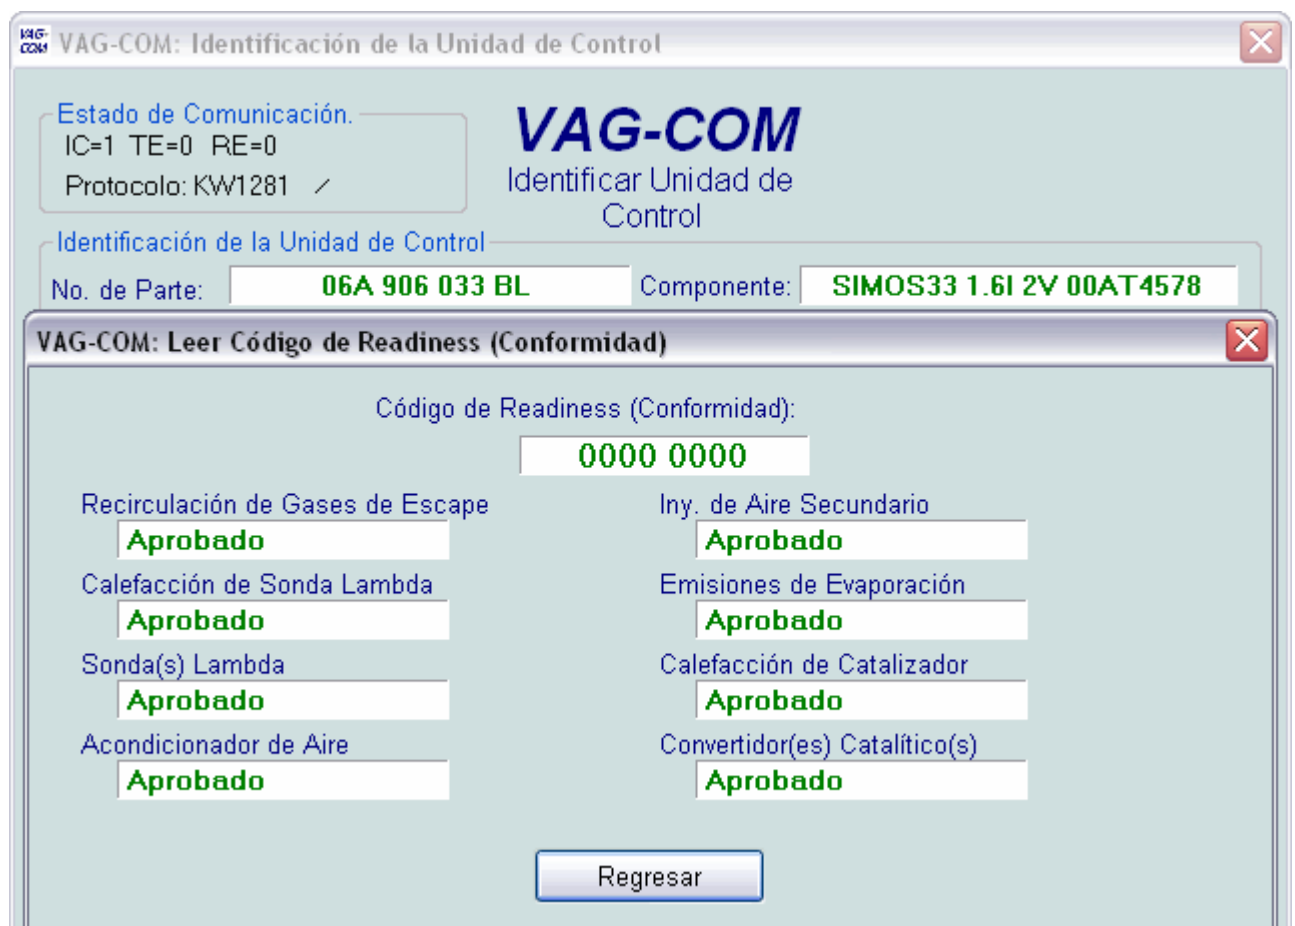 VAG-COM
VAG-COM: Identificación de la Unidad de Control
Estado de Comunicación.
IC=1 TE=0 RE=0
Protocolo: KW1281 /
VAG-COM
Identificar Unidad de
Control
Identificación de la Unidad de Control
No. de Parte: 06A 906 033 BL Componente: SIMOS33 1.6l 2V 00AT4578
VAG-COM: Leer Código de Readiness (Conformidad)
Código de Readiness (Conformidad):
0000 0000
Recirculación de Gases de Escape Iny. de Aire Secundario
Aprobado Aprobado
Calefacción de Sonda Lambda Emisiones de Evaporación
Aprobado Aprobado
Sonda(s) Lambda Calefacción de Catalizador
Aprobado Aprobado
Acondicionador de Aire Convertidor(es) Catalítico(s)
Aprobado Aprobado
Regresar